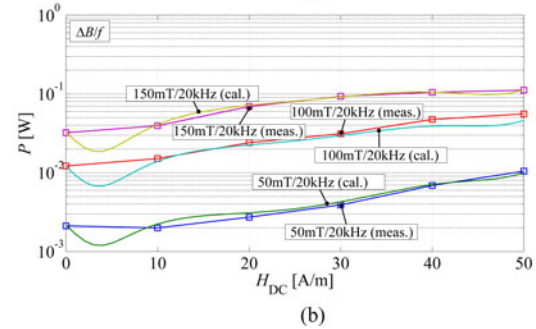 10^0
ΔB/f
10^-1
150mT/20kHz (cal.)
100mT/20kHz (meas.)
150mT/20kHz (meas.)
100mT/20kHz (cal.)
P [W]
10^-2
50mT/20kHz (cal.)
50mT/20kHz (meas.)
10^-3
0 10 20 30 40 50
H_DC [A/m]
(b)